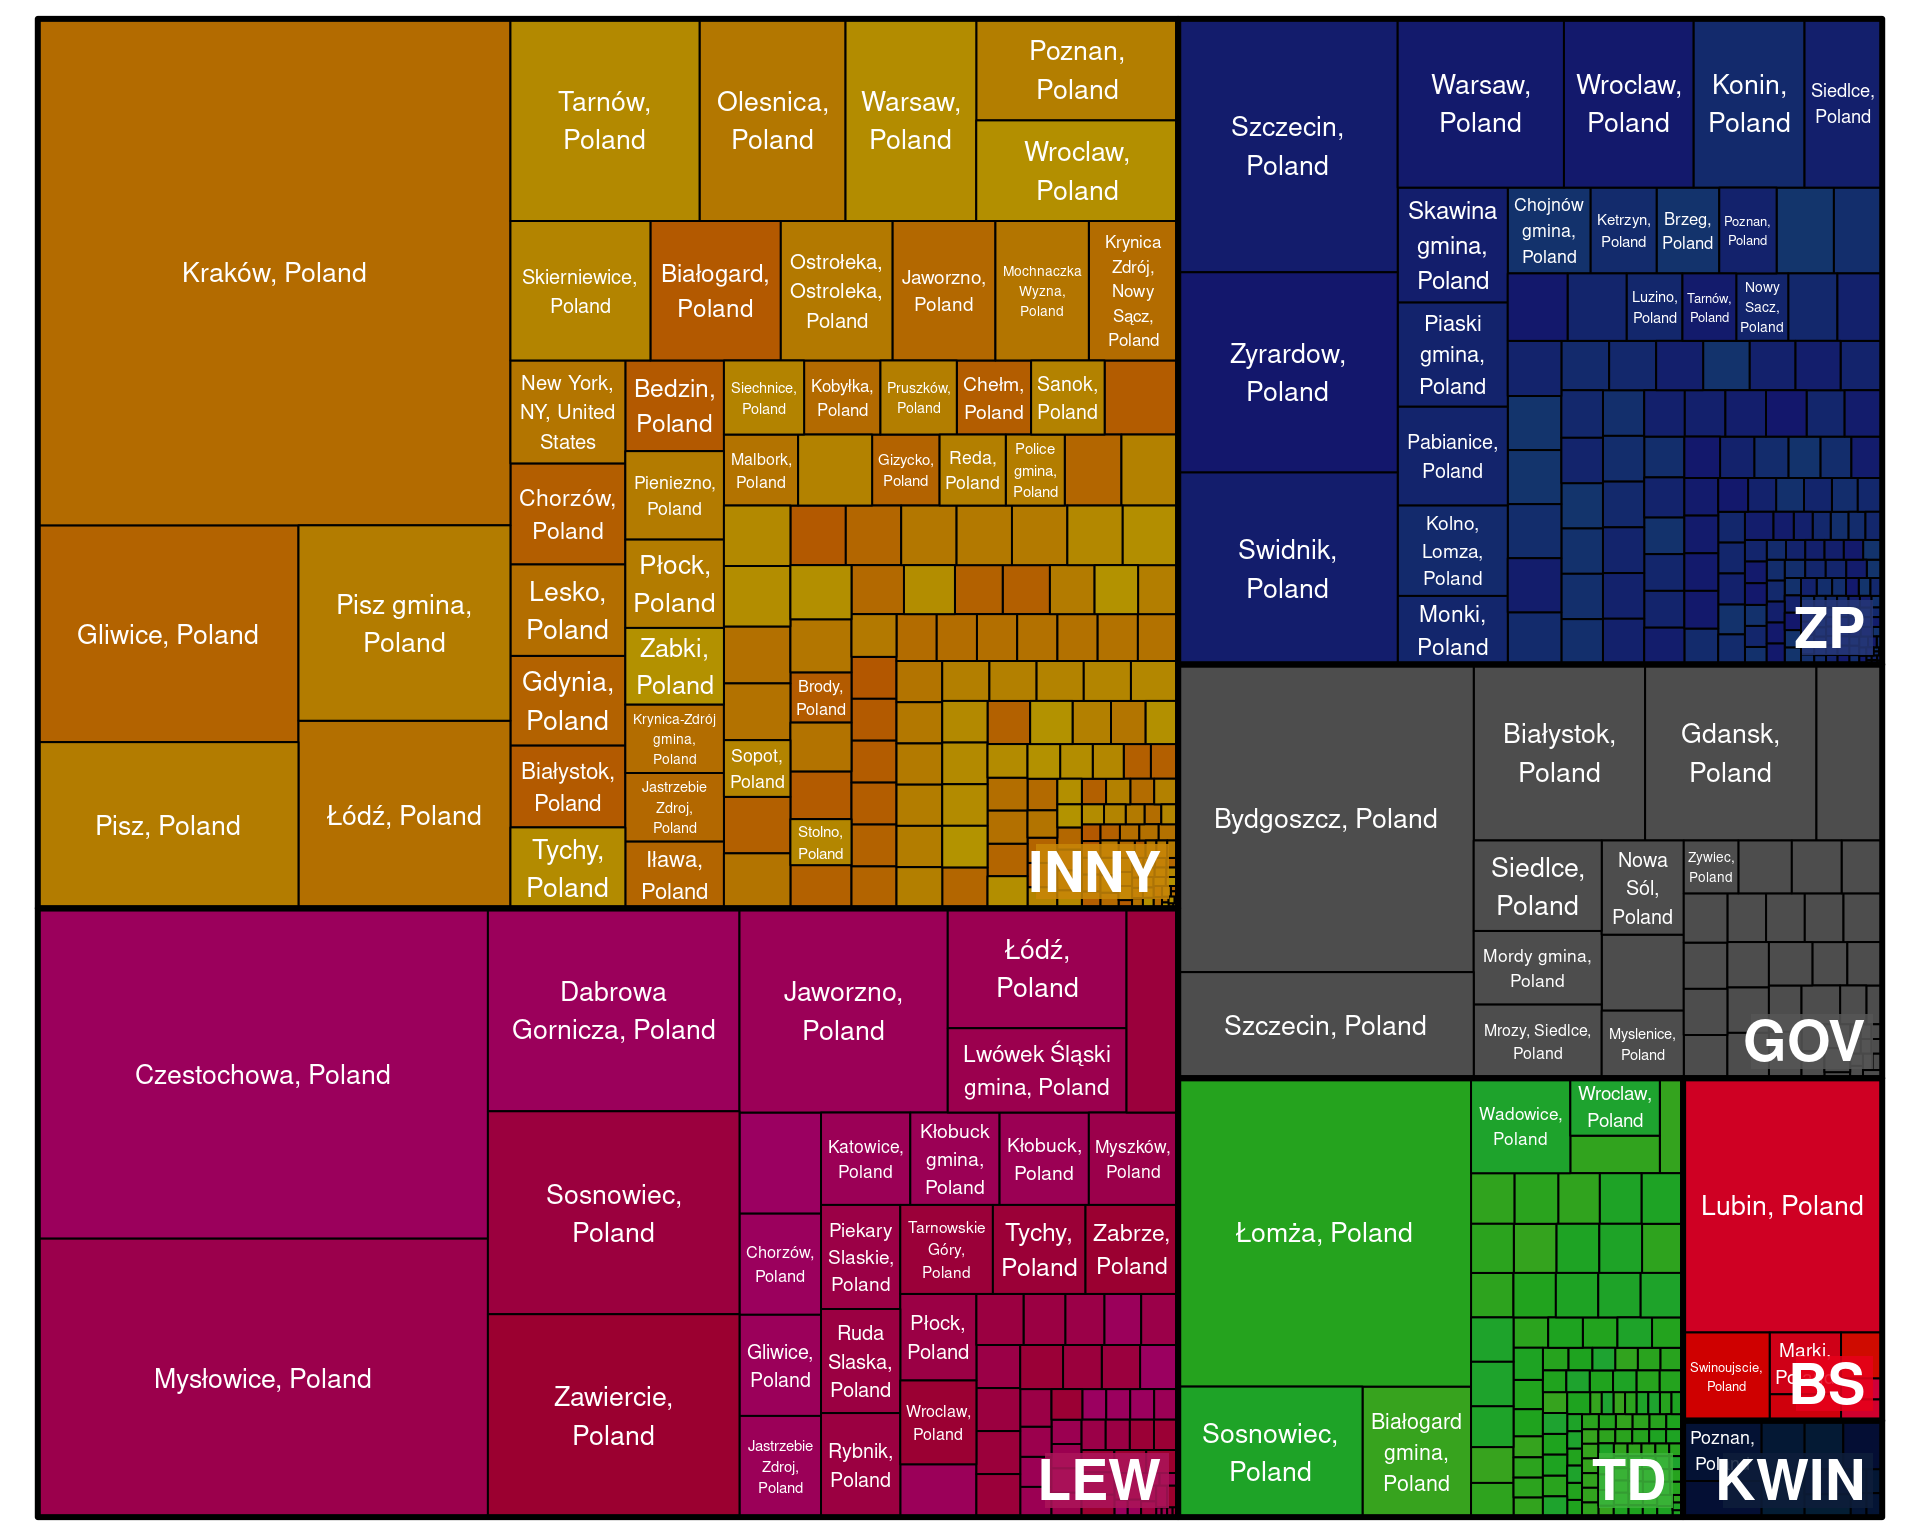 Kraków, Poland
Gliwice, Poland
Pisz gmina,
Poland
Pisz, Poland
Łódź, Poland
Tarnów,
Poland
Olesnica,
Poland
Warsaw,
Poland
Poznan,
Poland
Wroclaw,
Poland
Skierniewice,
Poland
Białogard,
Poland
Ostrołeka,
Ostroleka,
Poland
Jaworzno,
Poland
Mochnaczka
Wyzna,
Poland
Krynica
Zdrój,
Nowy
Sącz,
Poland
New York,
NY, United
States
Chorzów,
Poland
Lesko,
Poland
Gdynia,
Poland
Białystok,
Poland
Tychy,
Poland
Bedzin,
Poland
Pieniezno,
Poland
Płock,
Poland
Zabki,
Poland
Krynica-Zdrój
gmina,
Poland
Jastrzebie
Zdroj,
Poland
Iława,
Poland
Siechnice,
Poland
Kobyłka,
Poland
Pruszków,
Poland
Chełm,
Poland
Sanok,
Poland
Malbork,
Poland
Gizycko,
Poland
Reda,
Poland
Police
gmina,
Poland
Brody,
Poland
Sopot,
Poland
Stolno,
Poland
INNY
Szczecin,
Poland
Zyrardow,
Poland
Swidnik,
Poland
Warsaw,
Poland
Wroclaw,
Poland
Konin,
Poland
Siedlce,
Poland
Skawina
gmina,
Poland
Piaski
gmina,
Poland
Pabianice,
Poland
Kolno,
Lomza,
Poland
Monki,
Poland
Chojnów
gmina,
Poland
Ketrzyn,
Poland
Brzeg,
Poland
Poznan,
Poland
Luzino,
Poland
Tarnów,
Poland
Nowy
Sacz,
Poland
ZP
Bydgoszcz, Poland
Szczecin, Poland
Białystok,
Poland
Gdansk,
Poland
Siedlce,
Poland
Mordy gmina,
Poland
Mrozy, Siedlce,
Poland
Nowa
Sól,
Poland
Myslenice,
Poland
Zywiec,
Poland
GOV
Czestochowa, Poland
Mysłowice, Poland
Dabrowa
Gornicza, Poland
Sosnowiec,
Poland
Zawiercie,
Poland
Jaworzno,
Poland
Łódź,
Poland
Lwówek Śląski
gmina, Poland
Chorzów,
Poland
Gliwice,
Poland
Jastrzebie
Zdroj,
Poland
Katowice,
Poland
Kłobuck
gmina,
Poland
Kłobuck,
Poland
Myszków,
Poland
Piekary
Slaskie,
Poland
Ruda
Slaska,
Poland
Rybnik,
Poland
Tarnowskie
Góry,
Poland
Tychy,
Poland
Zabrze,
Poland
Płock,
Poland
Wroclaw,
Poland
LEW
Łomża, Poland
Sosnowiec,
Poland
Białogard
gmina,
Poland
Wadowice,
Poland
Wroclaw,
Poland
TD
Lubin, Poland
Swinoujscie,
Poland
Marki,
BS
Poznan,
KWIN